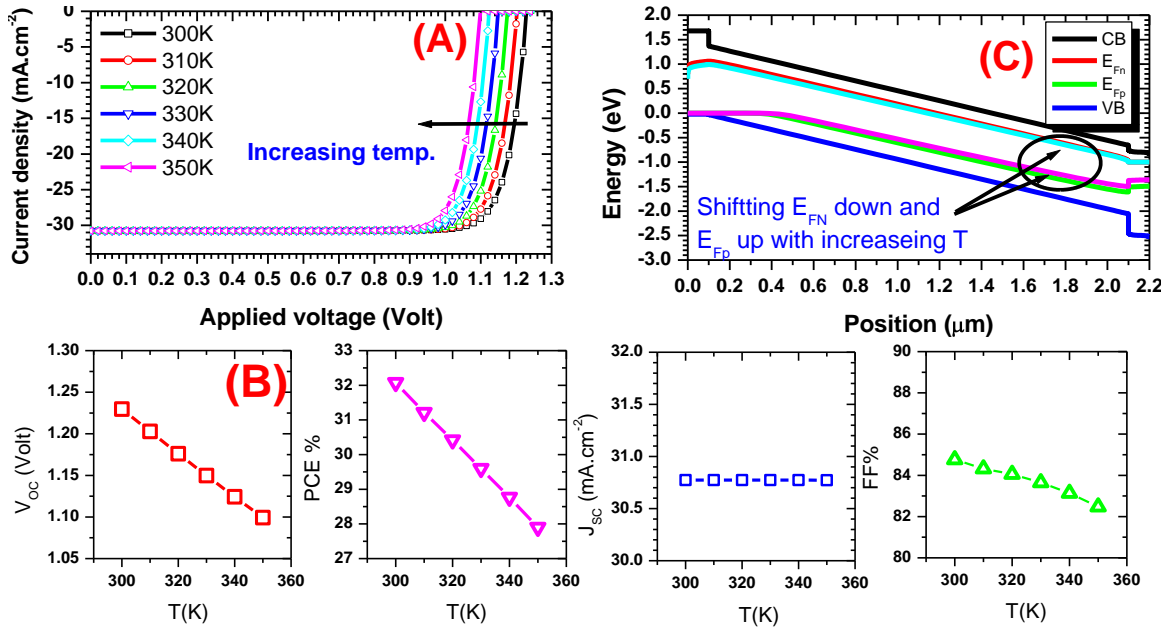 Current density (mA.cm⁻²)
0
-5
-10
-15
-20
-25
-30
(A)
300K
310K
320K
330K
340K
350K
Increasing temp.
0.0 0.1 0.2 0.3 0.4 0.5 0.6 0.7 0.8 0.9 1.0 1.1 1.2 1.3
Applied voltage (Volt)
Energy (eV)
2.0
1.5
1.0
0.5
0.0
-0.5
-1.0
-1.5
-2.0
-2.5
-3.0
(C)
CB
E_Fn
E_Fp
VB
Shiftting E_FN down and
E_Fp up with increaseing T
0.0 0.2 0.4 0.6 0.8 1.0 1.2 1.4 1.6 1.8 2.0 2.2
Position (μm)
V_OC (Volt)
1.30
1.25
1.20
1.15
1.10
1.05
(B)
300 320 340 360
T(K)
PCE %
33
32
31
30
29
28
27
300 320 340 360
T(K)
J_SC (mA.cm⁻²)
32.0
31.5
31.0
30.5
30.0
300 320 340 360
T(K)
FF%
90
88
86
84
82
80
300 320 340 360
T(K)